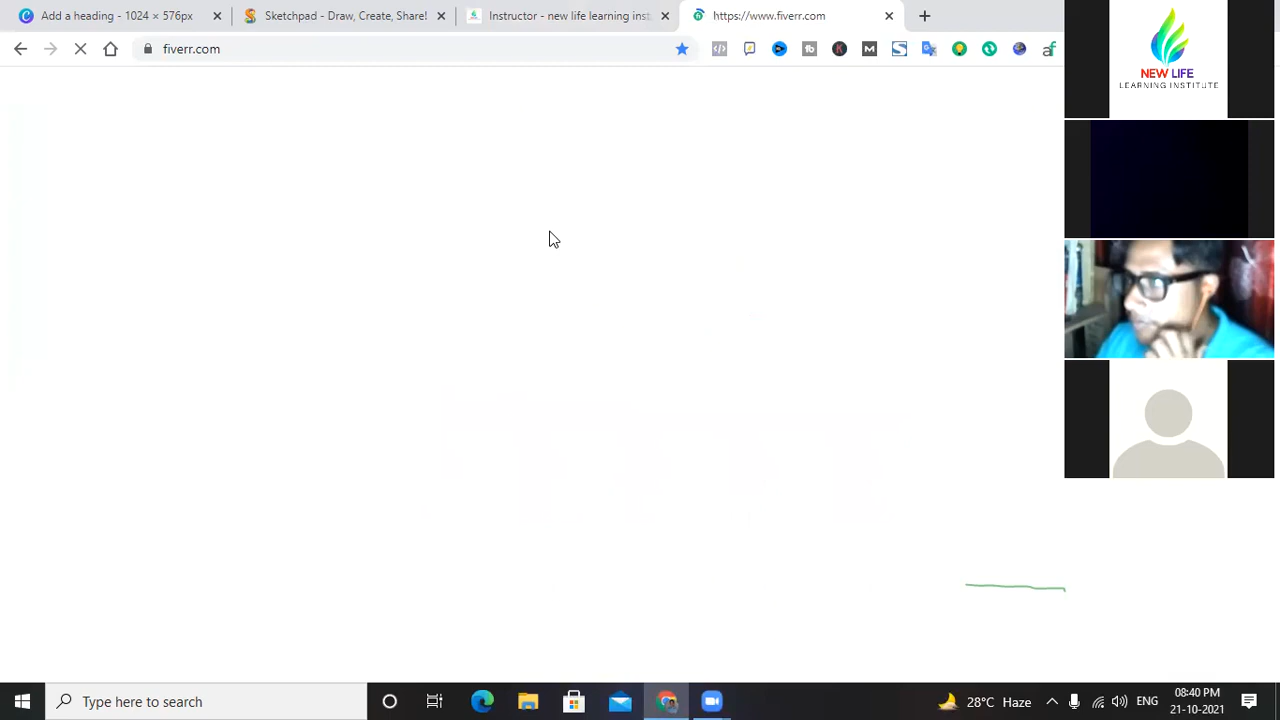 Add heading - 1024 × 576px
Sketchpad - Draw, Create, Share!
Instructor - new life learning inst
https://www.fiverr.com
fiverr.com
NEW LIFE
LEARNING INSTITUTE
Type here to search
28°C Haze
ENG
08:40 PM
21-10-2021